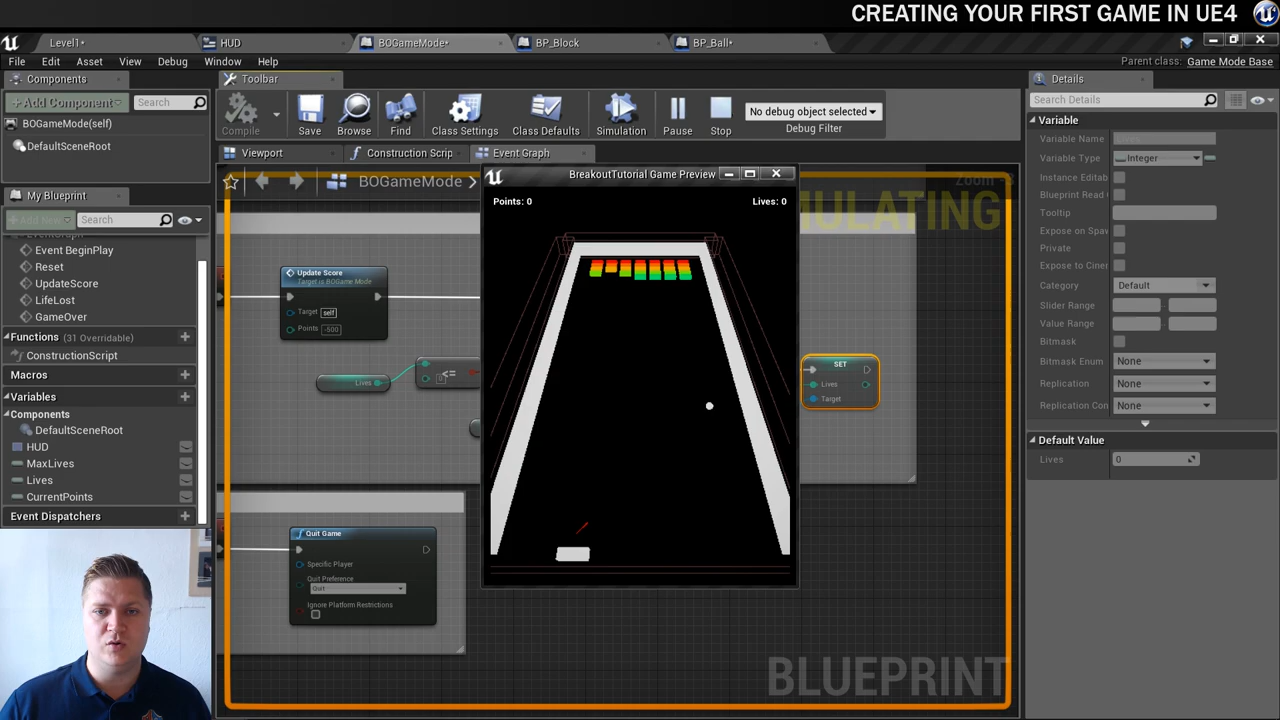 CREATING YOUR FIRST GAME IN UE4
Level1*
HUD
BOGameMode*
BP_Block
BP_Ball*
File Edit Asset View Debug Window Help
Parent class: Game Mode Base
Components
Toolbar
Details
Add Component
Search
BOGameMode(self)
DefaultSceneRoot
Compile
Save
Browse
Find
Class Settings
Class Defaults
Simulation
Pause
Stop
No debug object selected
Debug Filter
Search Details
Variable
Variable Name
Variable Type Integer
Instance Editab
Blueprint Read
Tooltip
Expose on Spaw
Private
Expose to Cinem
Category Default
Slider Range
Value Range
Bitmask
Bitmask Enum None
Replication None
Replication Con None
Default Value
Lives 0
Viewport
Construction Scrip
Event Graph
BOGameMode
Zoom -3
MULATING
My Blueprint
Search
Event BeginPlay
Reset
UpdateScore
LifeLost
GameOver
Functions (31 Overridable)
ConstructionScript
Macros
Variables
Components
DefaultSceneRoot
HUD
MaxLives
Lives
CurrentPoints
Event Dispatchers
Update Score
Target is BOGame Mode
Target self
Points -500
Lives
0 <=
BreakoutTutorial Game Preview
Points: 0
Lives: 0
SET
Lives
Target
Quit Game
Specific Player
Quit Preference
Quit
Ignore Platform Restrictions
BLUEPRINT